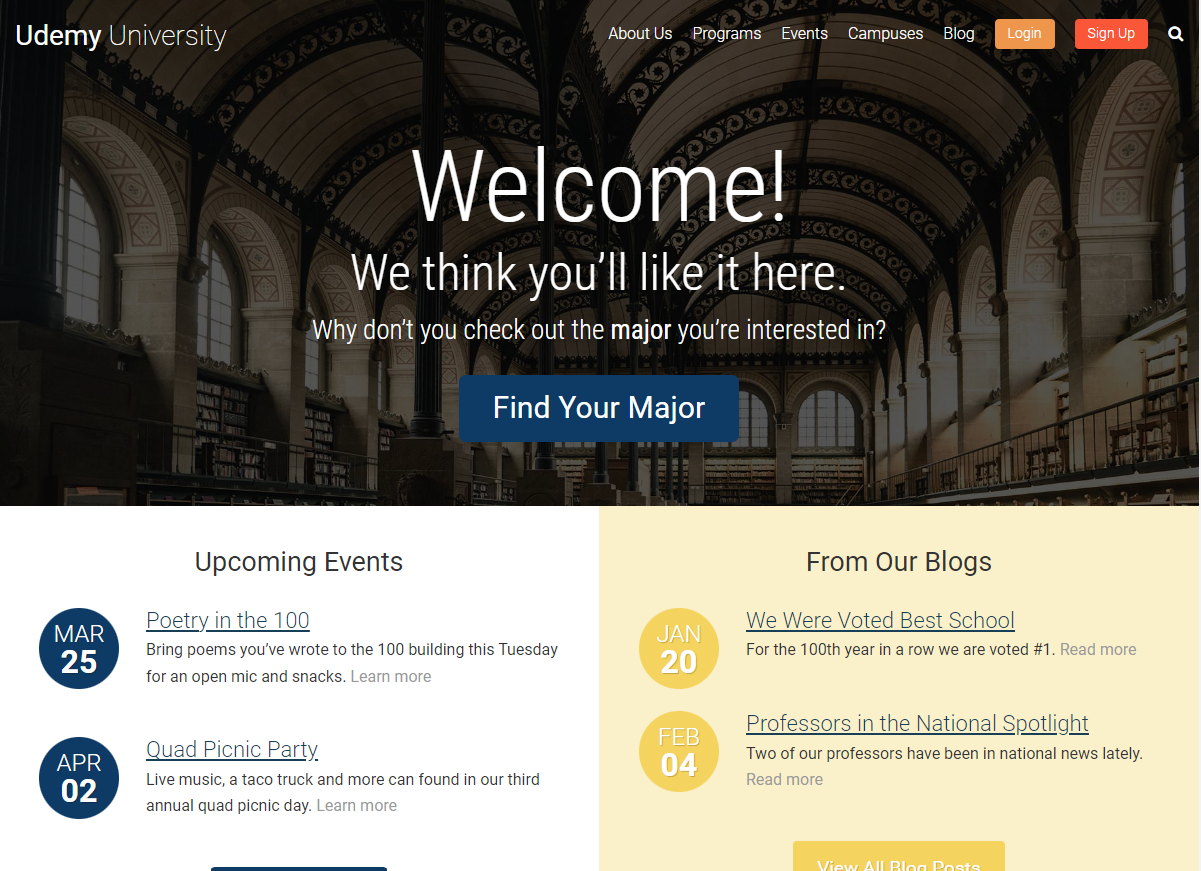 Udemy University
About Us Programs Events Campuses Blog Login Sign Up
Welcome!
We think you’ll like it here.
Why don’t you check out the major you’re interested in?
Find Your Major
Upcoming Events
MAR
25
Poetry in the 100
Bring poems you’ve wrote to the 100 building this Tuesday
for an open mic and snacks. Learn more
APR
02
Quad Picnic Party
Live music, a taco truck and more can found in our third
annual quad picnic day. Learn more
From Our Blogs
JAN
20
We Were Voted Best School
For the 100th year in a row we are voted #1. Read more
FEB
04
Professors in the National Spotlight
Two of our professors have been in national news lately.
Read more
View All Blog Posts